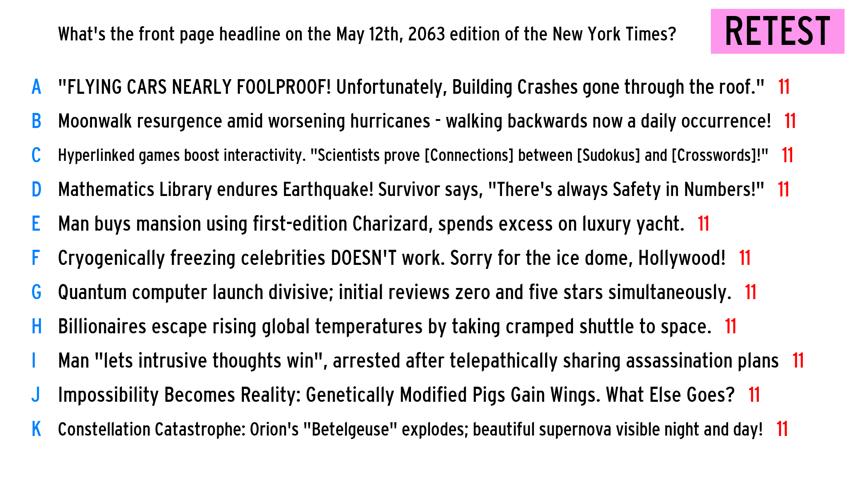 What's the front page headline on the May 12th, 2063 edition of the New York Times?
RETEST
A "FLYING CARS NEARLY FOOLPROOF! Unfortunately, Building Crashes gone through the roof." 11
B Moonwalk resurgence amid worsening hurricanes - walking backwards now a daily occurrence! 11
C Hyperlinked games boost interactivity. "Scientists prove [Connections] between [Sudokus] and [Crosswords]!" 11
D Mathematics Library endures Earthquake! Survivor says, "There's always Safety in Numbers!" 11
E Man buys mansion using first-edition Charizard, spends excess on luxury yacht. 11
F Cryogenically freezing celebrities DOESN'T work. Sorry for the ice dome, Hollywood! 11
G Quantum computer launch divisive; initial reviews zero and five stars simultaneously. 11
H Billionaires escape rising global temperatures by taking cramped shuttle to space. 11
I Man "lets intrusive thoughts win", arrested after telepathically sharing assassination plans 11
J Impossibility Becomes Reality: Genetically Modified Pigs Gain Wings. What Else Goes? 11
K Constellation Catastrophe: Orion's "Betelgeuse" explodes; beautiful supernova visible night and day! 11